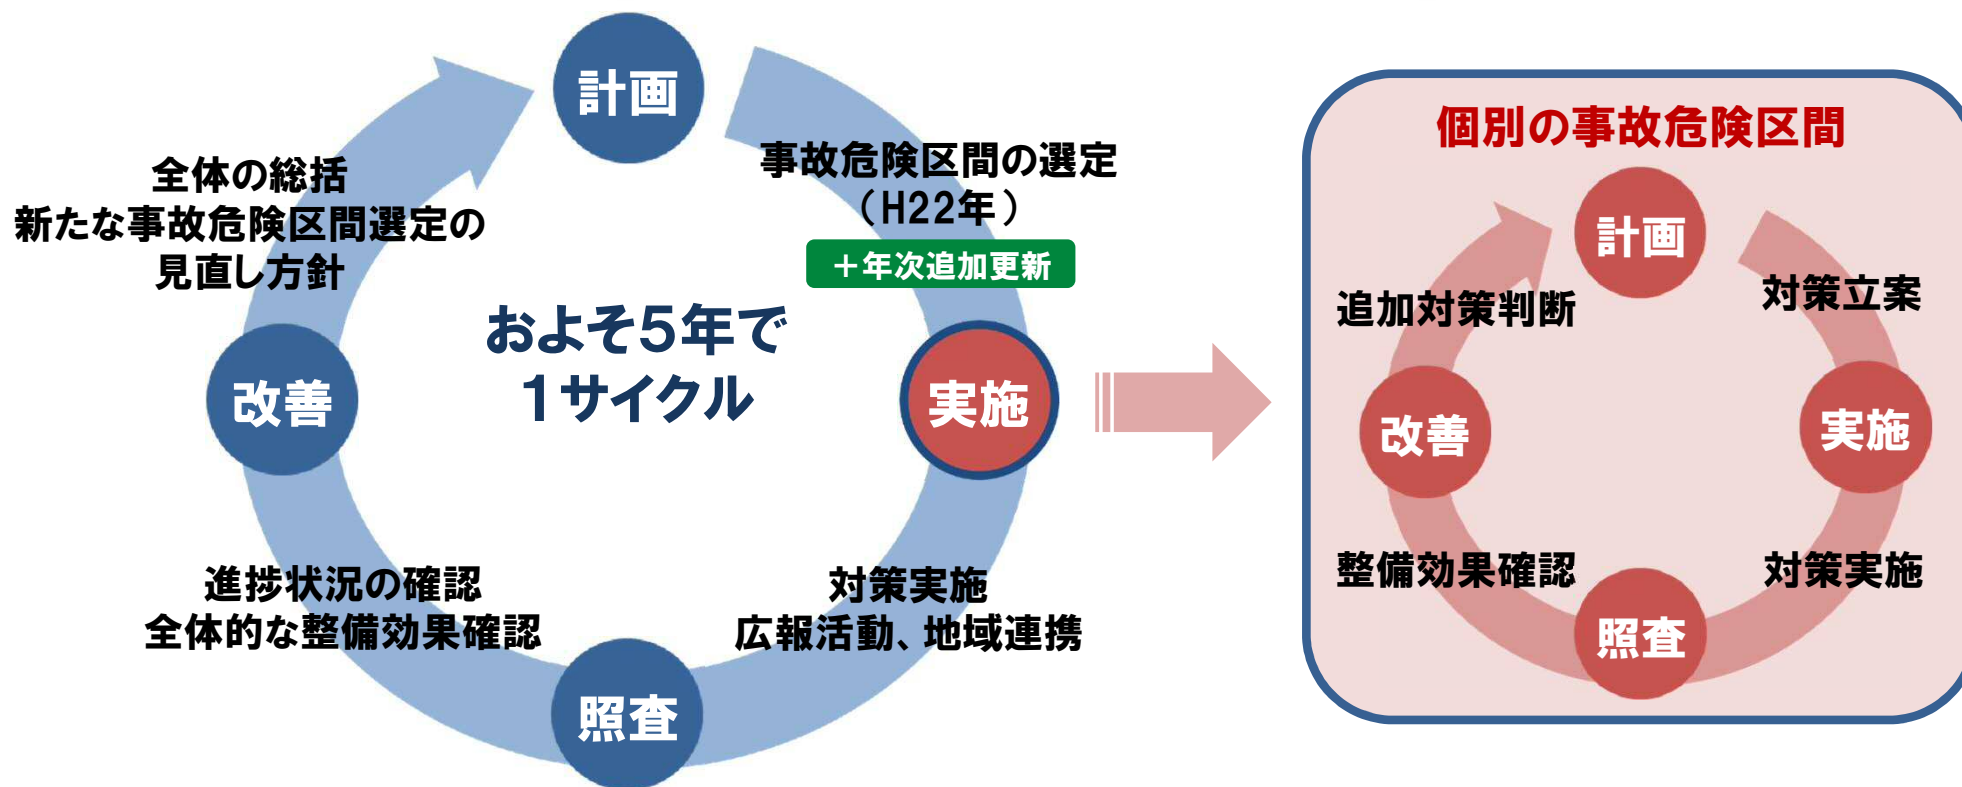 計画
事故危険区間の選定
（H22年）
＋年次追加更新
実施
対策実施
広報活動、地域連携
照査
進捗状況の確認
全体的な整備効果確認
改善
全体の総括
新たな事故危険区間選定の
見直し方針
およそ5年で
1サイクル
個別の事故危険区間
計画
対策立案
実施
対策実施
照査
整備効果確認
改善
追加対策判断